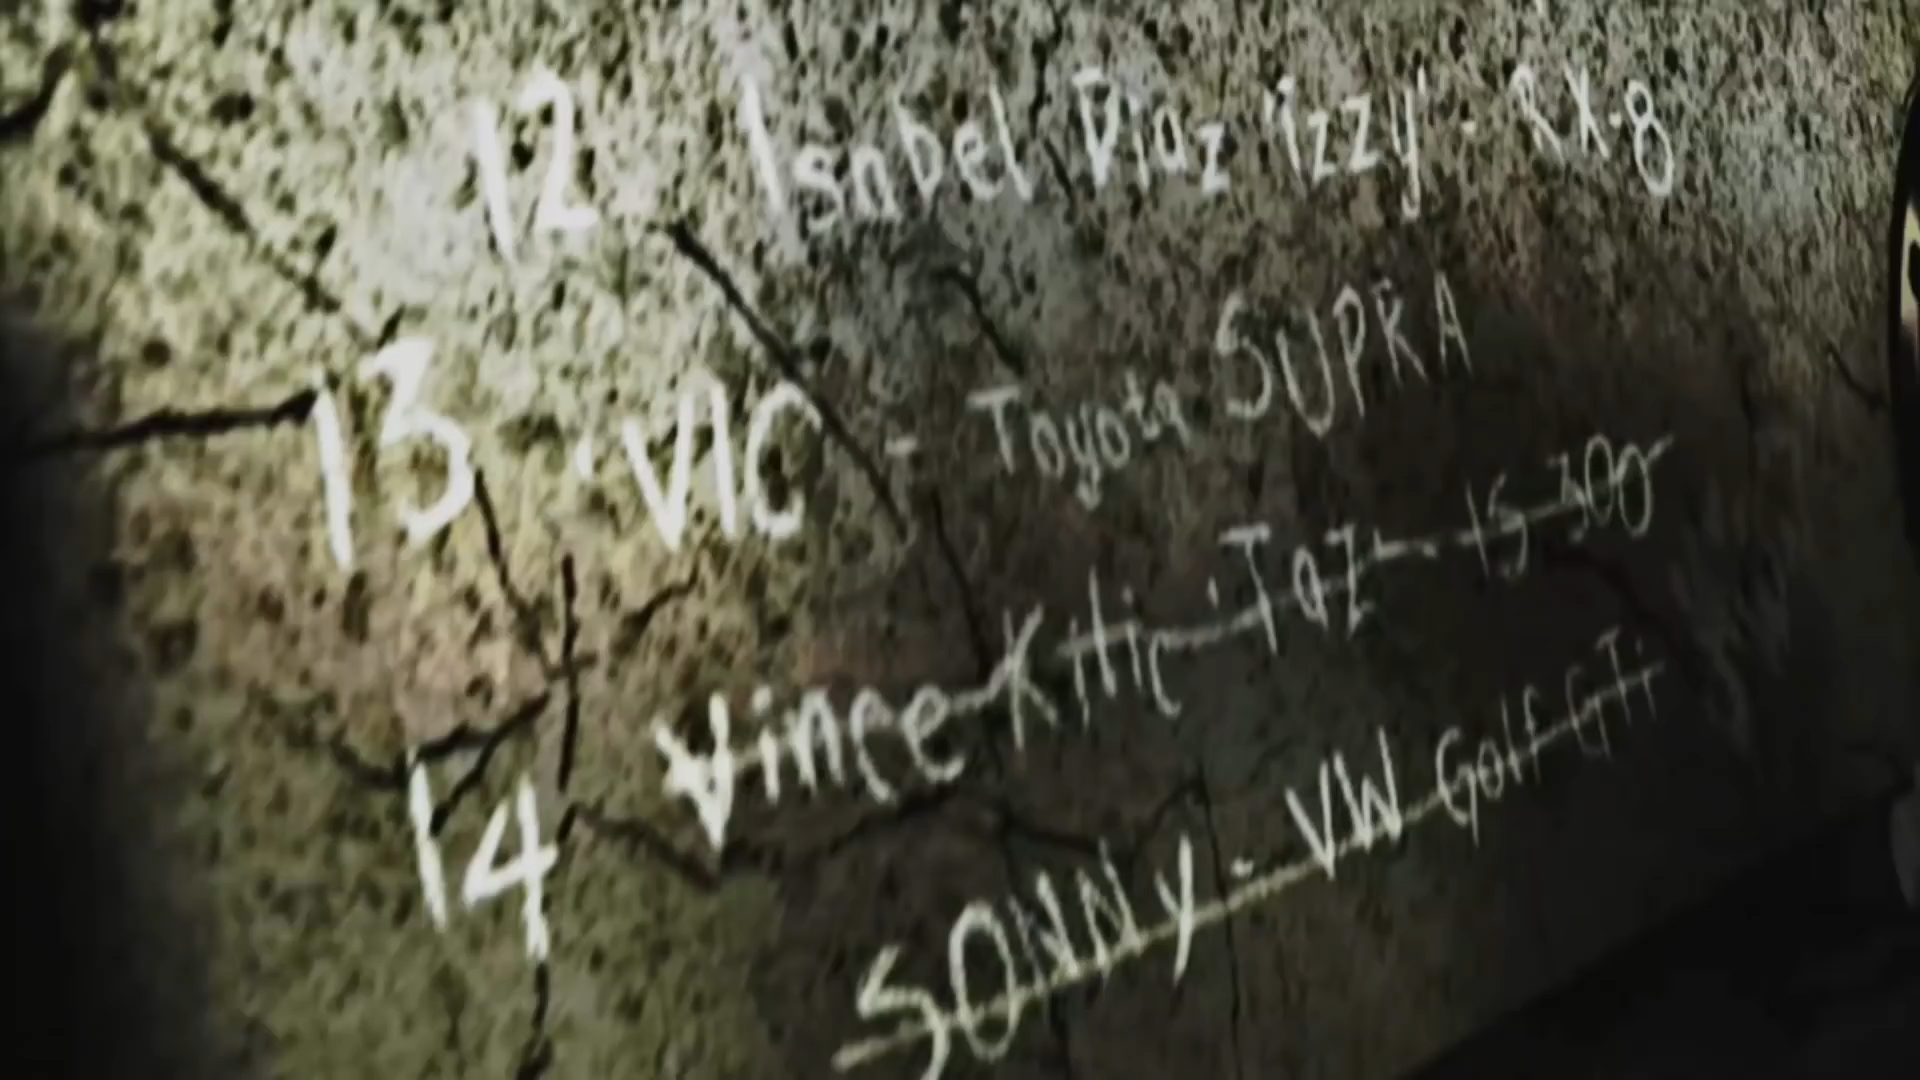 12 Isabel Diaz 'izzy' - RX-8
13 'VIC - Toyota SUPRA
14 Vince Kilic 'Taz' - IS 300
SONNY - VW Golf GTi